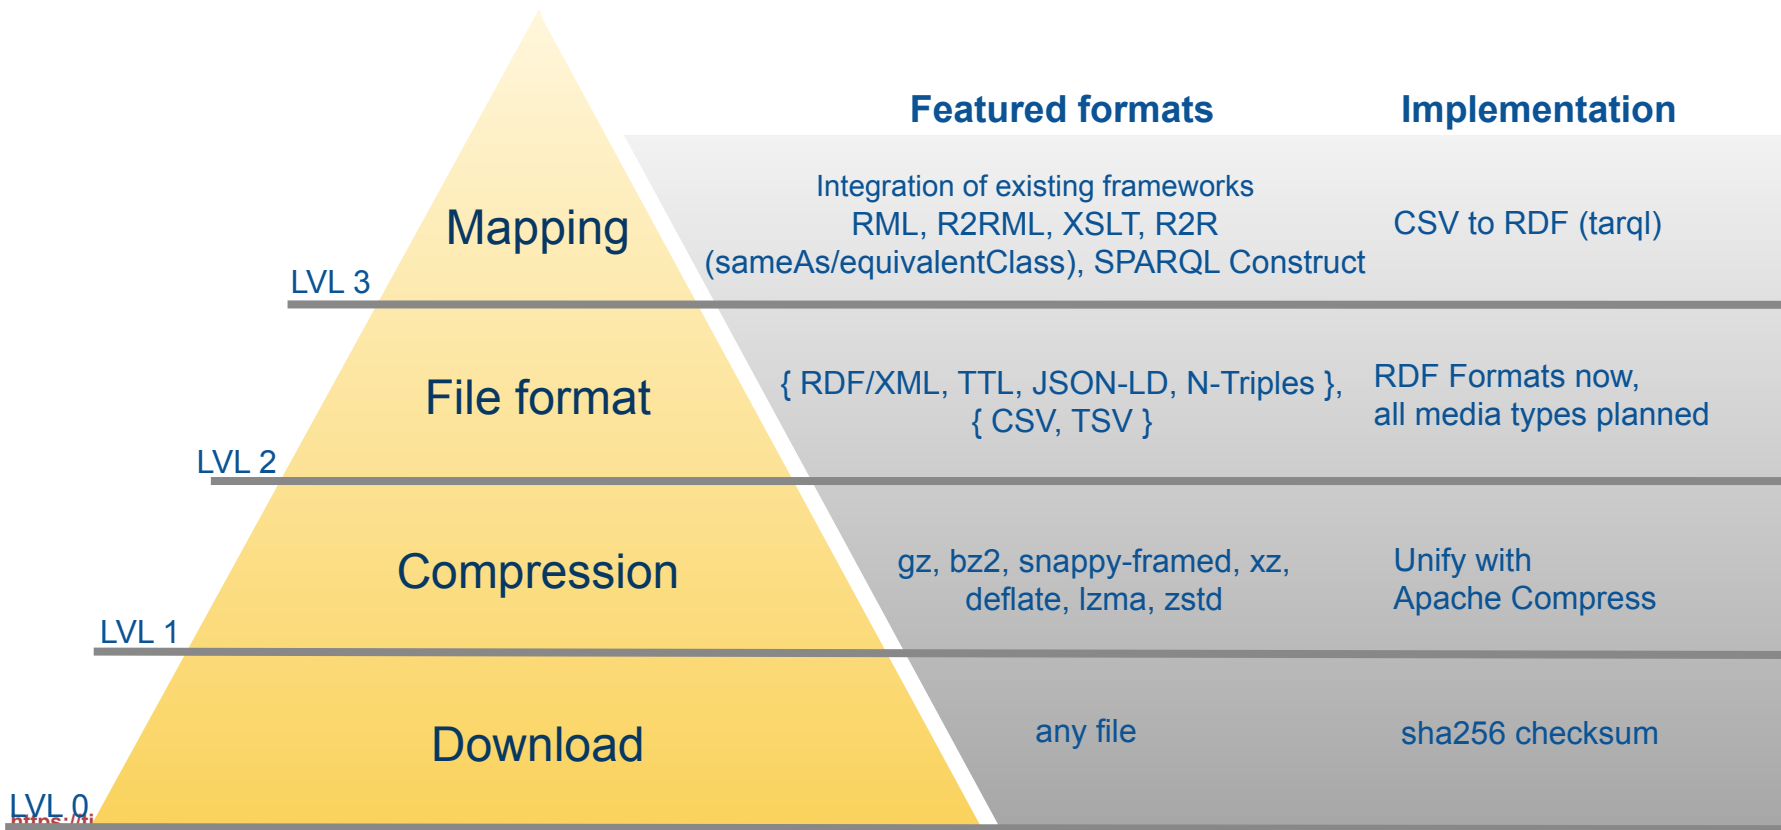 Featured formats
Implementation
Mapping
Integration of existing frameworks
RML, R2RML, XSLT, R2R
(sameAs/equivalentClass), SPARQL Construct
CSV to RDF (tarql)
LVL 3
File format
{ RDF/XML, TTL, JSON-LD, N-Triples },
{ CSV, TSV }
RDF Formats now,
all media types planned
LVL 2
Compression
gz, bz2, snappy-framed, xz,
deflate, lzma, zstd
Unify with
Apache Compress
LVL 1
Download
any file
sha256 checksum
LVL 0